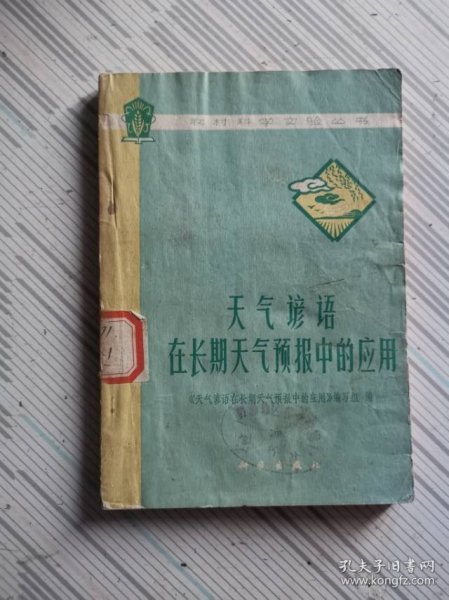 农村科学实验丛书
天气谚语
在长期天气预报中的应用
《天气谚语在长期天气预报中的应用》编写组 编
科学出版社
71
1
孔夫子旧书网
www.kongfz.com